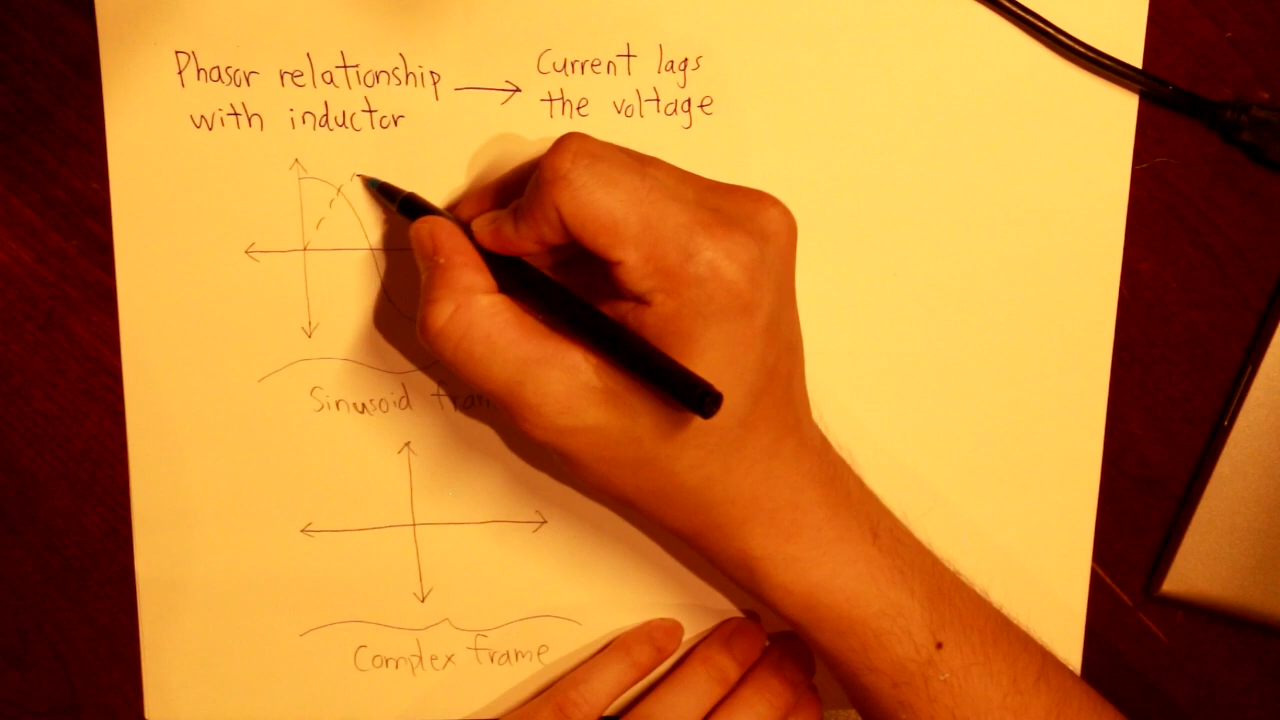 Phasor relationship
with inductor
Current lags
the voltage
Sinusoid
Complex frame